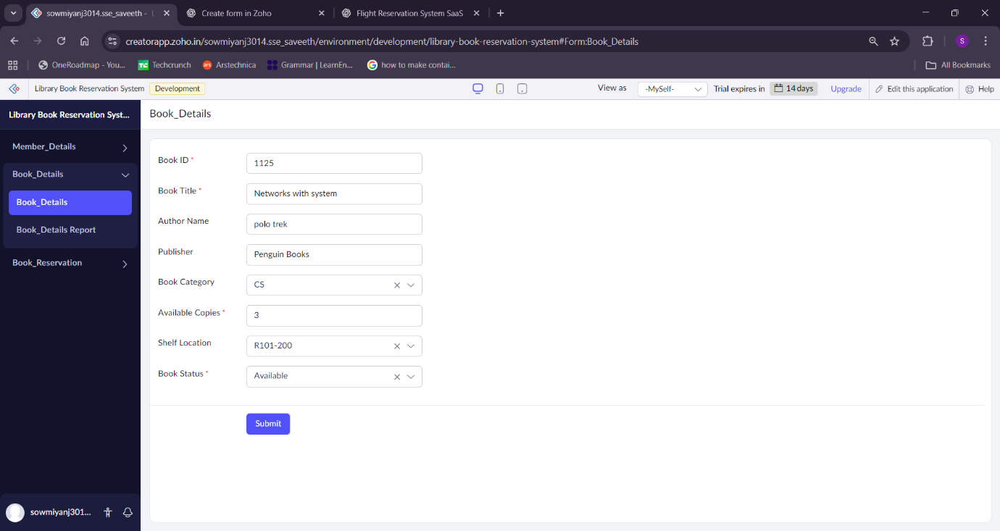 sowmiyanj3014.sse_saveeth -
Create form in Zoho
Flight Reservation System SaaS
creatorapp.zoho.in/sowmiyanj3014.sse_saveeth/environment/development/library-book-reservation-system#Form:Book_Details
S
OneRoadmap - You...
TC Techcrunch
ars Arstechnica
Grammar | LearnEn...
G how to make contai...
All Bookmarks
Library Book Reservation System
Development
View as
-MySelf-
Trial expires in
14 days
Upgrade
Edit this application
Help
Library Book Reservation Syst...
Book_Details
Member_Details
Book_Details
Book_Details
Book_Details Report
Book_Reservation
Book ID *
1125
Book Title *
Networks with system
Author Name
polo trek
Publisher
Penguin Books
Book Category
CS
Available Copies *
3
Shelf Location
R101-200
Book Status *
Available
Submit
sowmiyanj301...